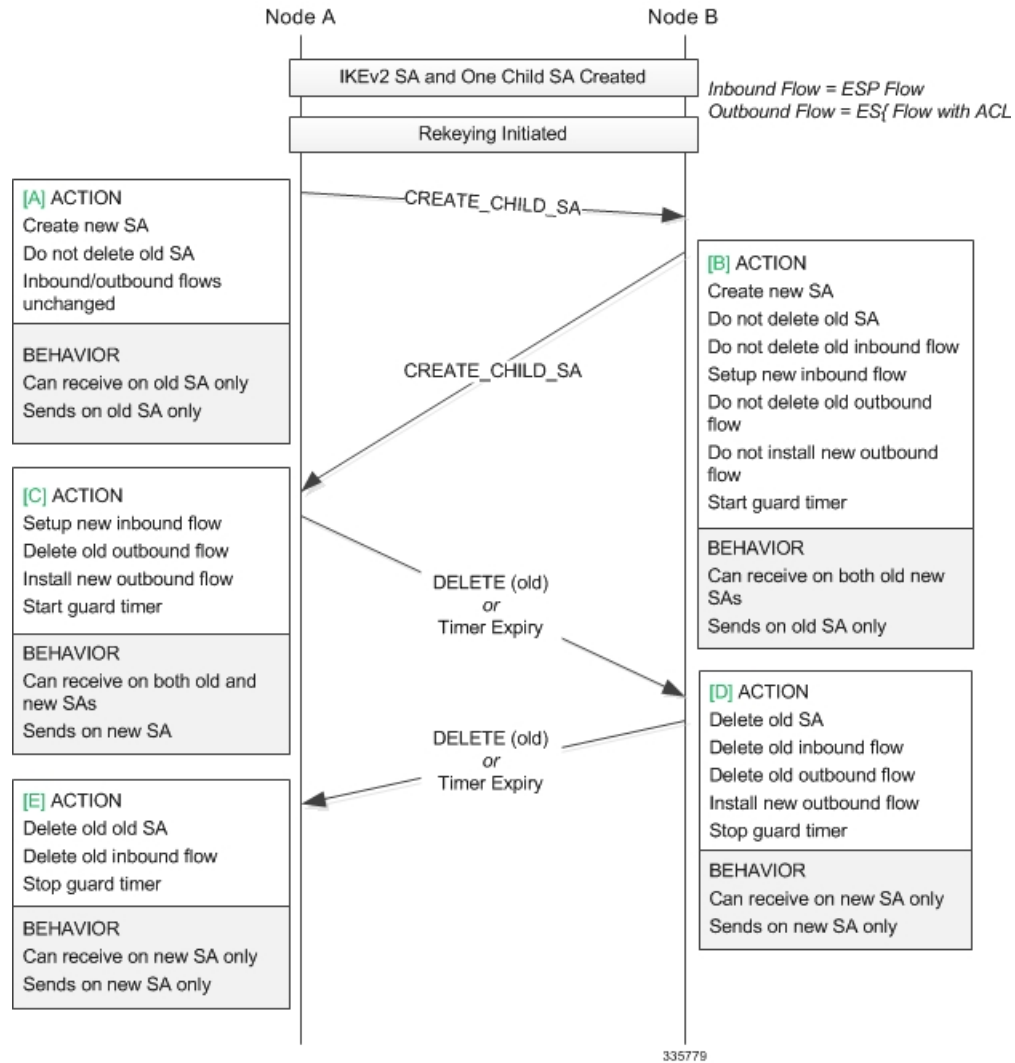 Node A
Node B
IKEv2 SA and One Child SA Created
Inbound Flow = ESP Flow
Outbound Flow = ES{ Flow with ACL
Rekeying Initiated
[A] ACTION
Create new SA
Do not delete old SA
Inbound/outbound flows
unchanged
BEHAVIOR
Can receive on old SA only
Sends on old SA only
CREATE_CHILD_SA
[B] ACTION
Create new SA
Do not delete old SA
Do not delete old inbound flow
Setup new inbound flow
Do not delete old outbound
flow
Do not install new outbound
flow
Start guard timer
BEHAVIOR
Can receive on both old new
SAs
Sends on old SA only
CREATE_CHILD_SA
[C] ACTION
Setup new inbound flow
Delete old outbound flow
Install new outbound flow
Start guard timer
BEHAVIOR
Can receive on both old and
new SAs
Sends on new SA
DELETE (old)
or
Timer Expiry
[D] ACTION
Delete old SA
Delete old inbound flow
Delete old outbound flow
Install new outbound flow
Stop guard timer
BEHAVIOR
Can receive on new SA only
Sends on new SA only
DELETE (old)
or
Timer Expiry
[E] ACTION
Delete old old SA
Delete old inbound flow
Stop guard timer
BEHAVIOR
Can receive on new SA only
Sends on new SA only
335779